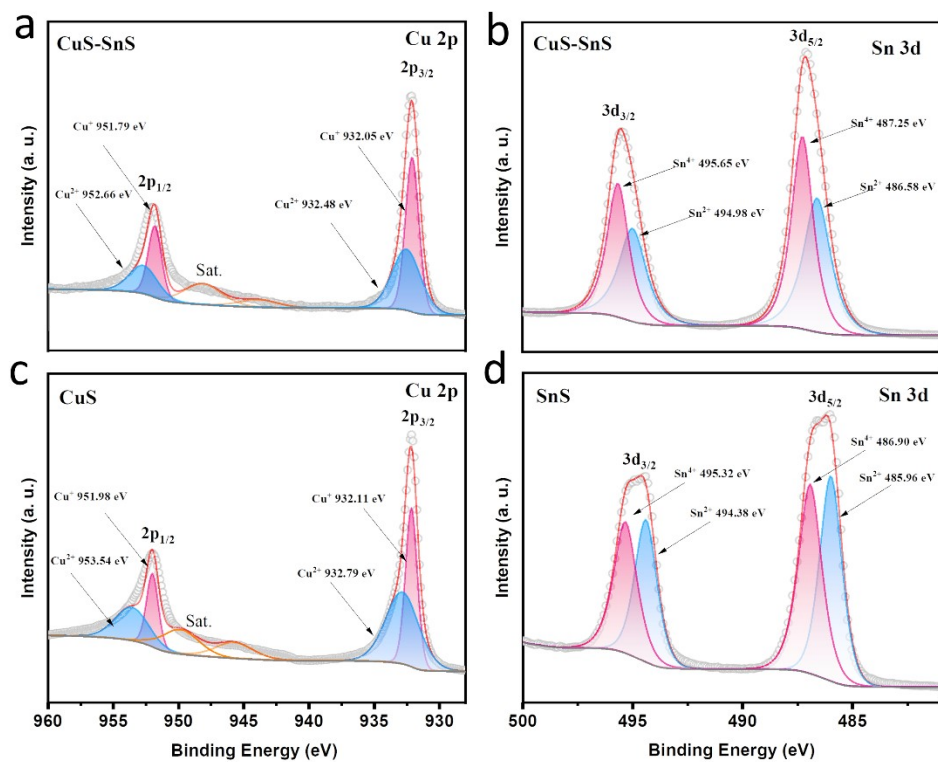 a
CuS-SnS
Cu 2p
2p3/2
Cu⁺ 951.79 eV
Cu⁺ 932.05 eV
2p1/2
Cu²⁺ 952.66 eV
Cu²⁺ 932.48 eV
Sat.
Intensity (a. u.)
b
CuS-SnS
3d5/2
Sn 3d
3d3/2
Sn⁴⁺ 487.25 eV
Sn⁴⁺ 495.65 eV
Sn²⁺ 486.58 eV
Sn²⁺ 494.98 eV
Intensity (a. u.)
c
CuS
Cu 2p
2p3/2
Cu⁺ 951.98 eV
Cu⁺ 932.11 eV
2p1/2
Cu²⁺ 953.54 eV
Cu²⁺ 932.79 eV
Sat.
Intensity (a. u.)
960 955 950 945 940 935 930
Binding Energy (eV)
d
SnS
3d5/2
Sn 3d
Sn⁴⁺ 486.90 eV
3d3/2
Sn⁴⁺ 495.32 eV
Sn²⁺ 485.96 eV
Sn²⁺ 494.38 eV
Intensity (a. u.)
500 495 490 485
Binding Energy (eV)